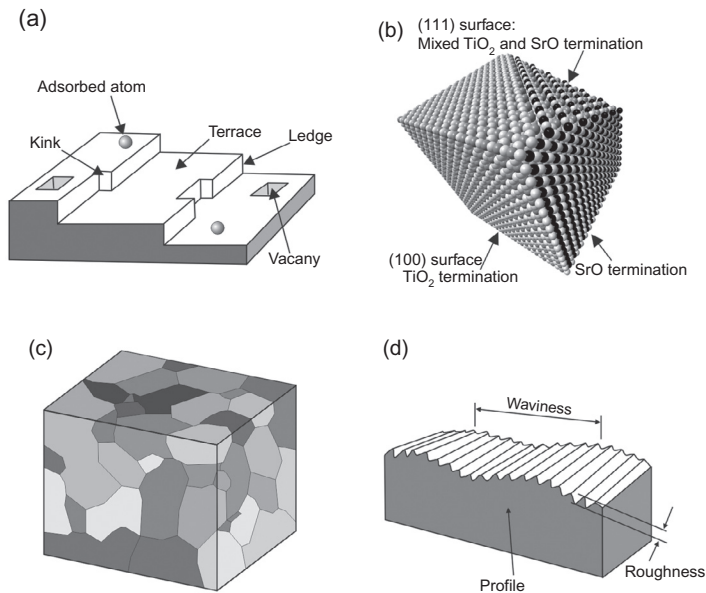 (a)
Adsorbed atom
Kink
Terrace
Ledge
Vacancy
(b)
(111) surface:
Mixed TiO₂ and SrO termination
(100) surface
TiO₂ termination
SrO termination
(c)
(d)
Waviness
Profile
Roughness